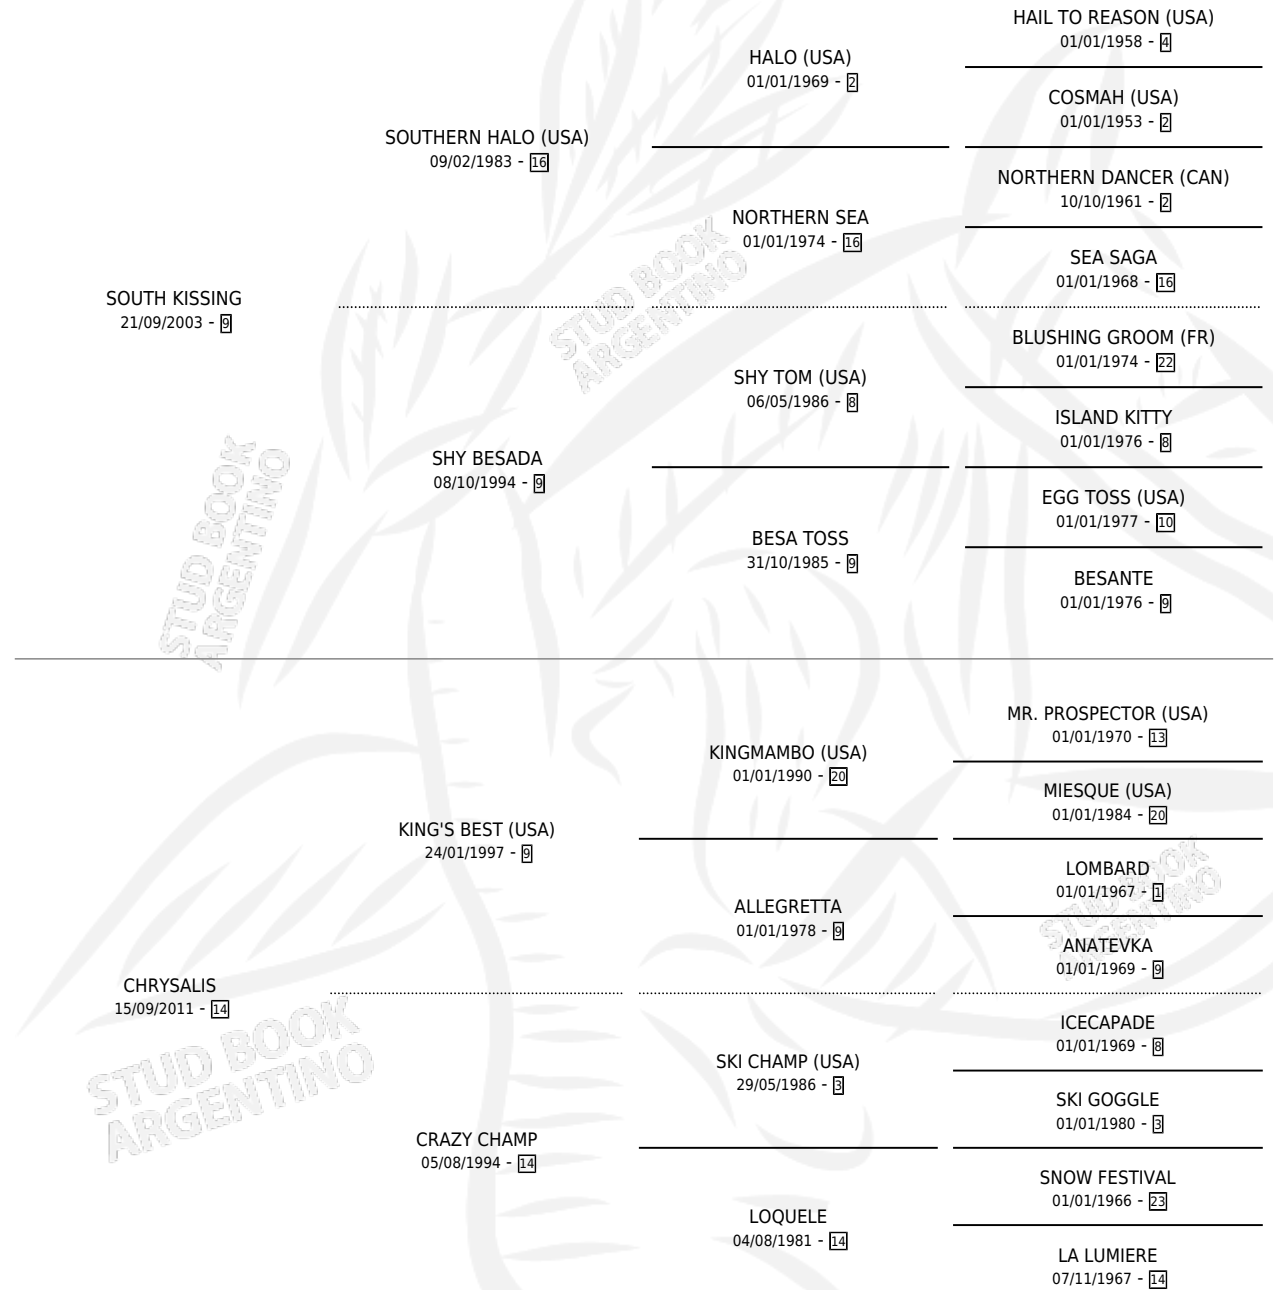 HAIL TO REASON (USA)
01/01/1958 - 4
HALO (USA)
01/01/1969 - 2
COSMAH (USA)
01/01/1953 - 2
SOUTHERN HALO (USA)
09/02/1983 - 16
NORTHERN DANCER (CAN)
10/10/1961 - 2
NORTHERN SEA
01/01/1974 - 16
SEA SAGA
01/01/1968 - 16
SOUTH KISSING
21/09/2003 - 9
BLUSHING GROOM (FR)
01/01/1974 - 22
SHY TOM (USA)
06/05/1986 - 8
ISLAND KITTY
01/01/1976 - 8
SHY BESADA
08/10/1994 - 9
EGG TOSS (USA)
01/01/1977 - 10
BESA TOSS
31/10/1985 - 9
BESANTE
01/01/1976 - 9
MR. PROSPECTOR (USA)
01/01/1970 - 13
KINGMAMBO (USA)
01/01/1990 - 20
MIESQUE (USA)
01/01/1984 - 20
KING'S BEST (USA)
24/01/1997 - 9
LOMBARD
01/01/1967 - 1
ALLEGRETTA
01/01/1978 - 9
ANATEVKA
01/01/1969 - 9
CHRYSALIS
15/09/2011 - 14
ICECAPADE
01/01/1969 - 8
SKI CHAMP (USA)
29/05/1986 - 3
SKI GOGGLE
01/01/1980 - 3
CRAZY CHAMP
05/08/1994 - 14
SNOW FESTIVAL
01/01/1966 - 23
LOQUELE
04/08/1981 - 14
LA LUMIERE
07/11/1967 - 14
STUD BOOK
ARGENTINO
STUD BOOK
ARGENTINO
STUD BOOK
ARGENTINO
STUD BOOK
ARGENTINO